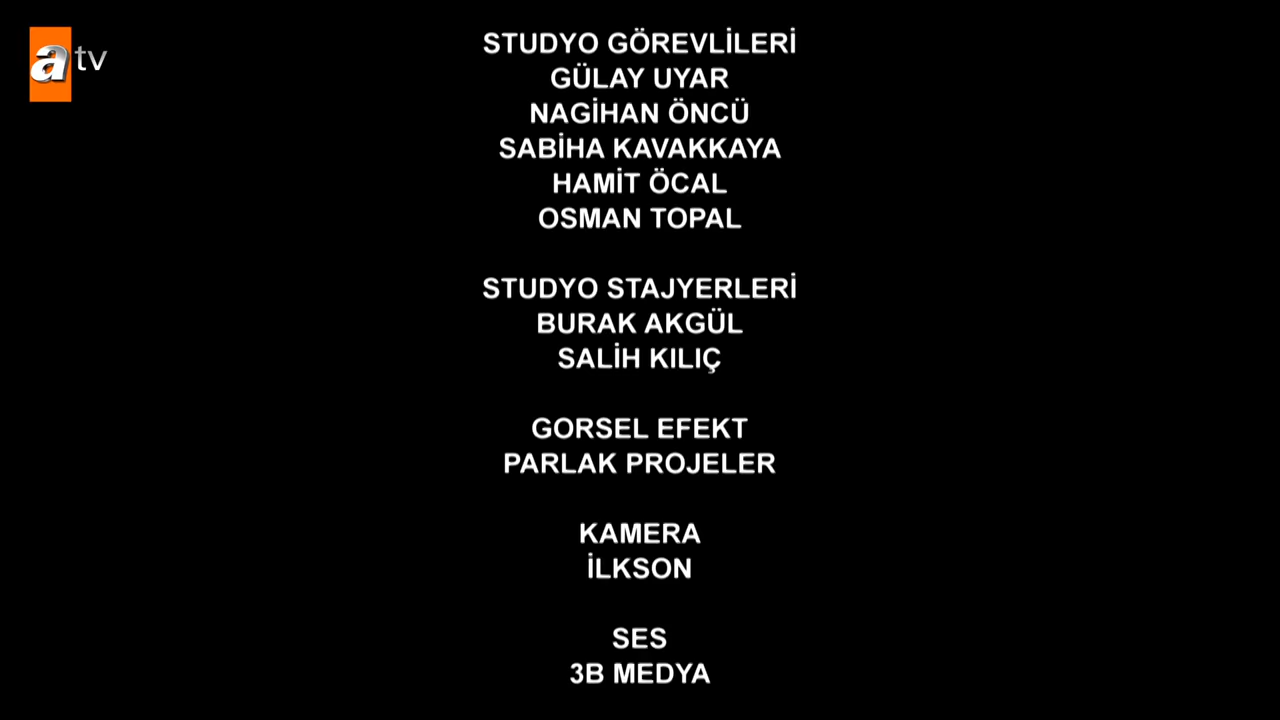 atv
STUDYO GÖREVLİLERİ
GÜLAY UYAR
NAGİHAN ÖNCÜ
SABİHA KAVAKKAYA
HAMİT ÖCAL
OSMAN TOPAL
STUDYO STAJYERLERİ
BURAK AKGÜL
SALİH KILIÇ
GORSEL EFEKT
PARLAK PROJELER
KAMERA
İLKSON
SES
3B MEDYA